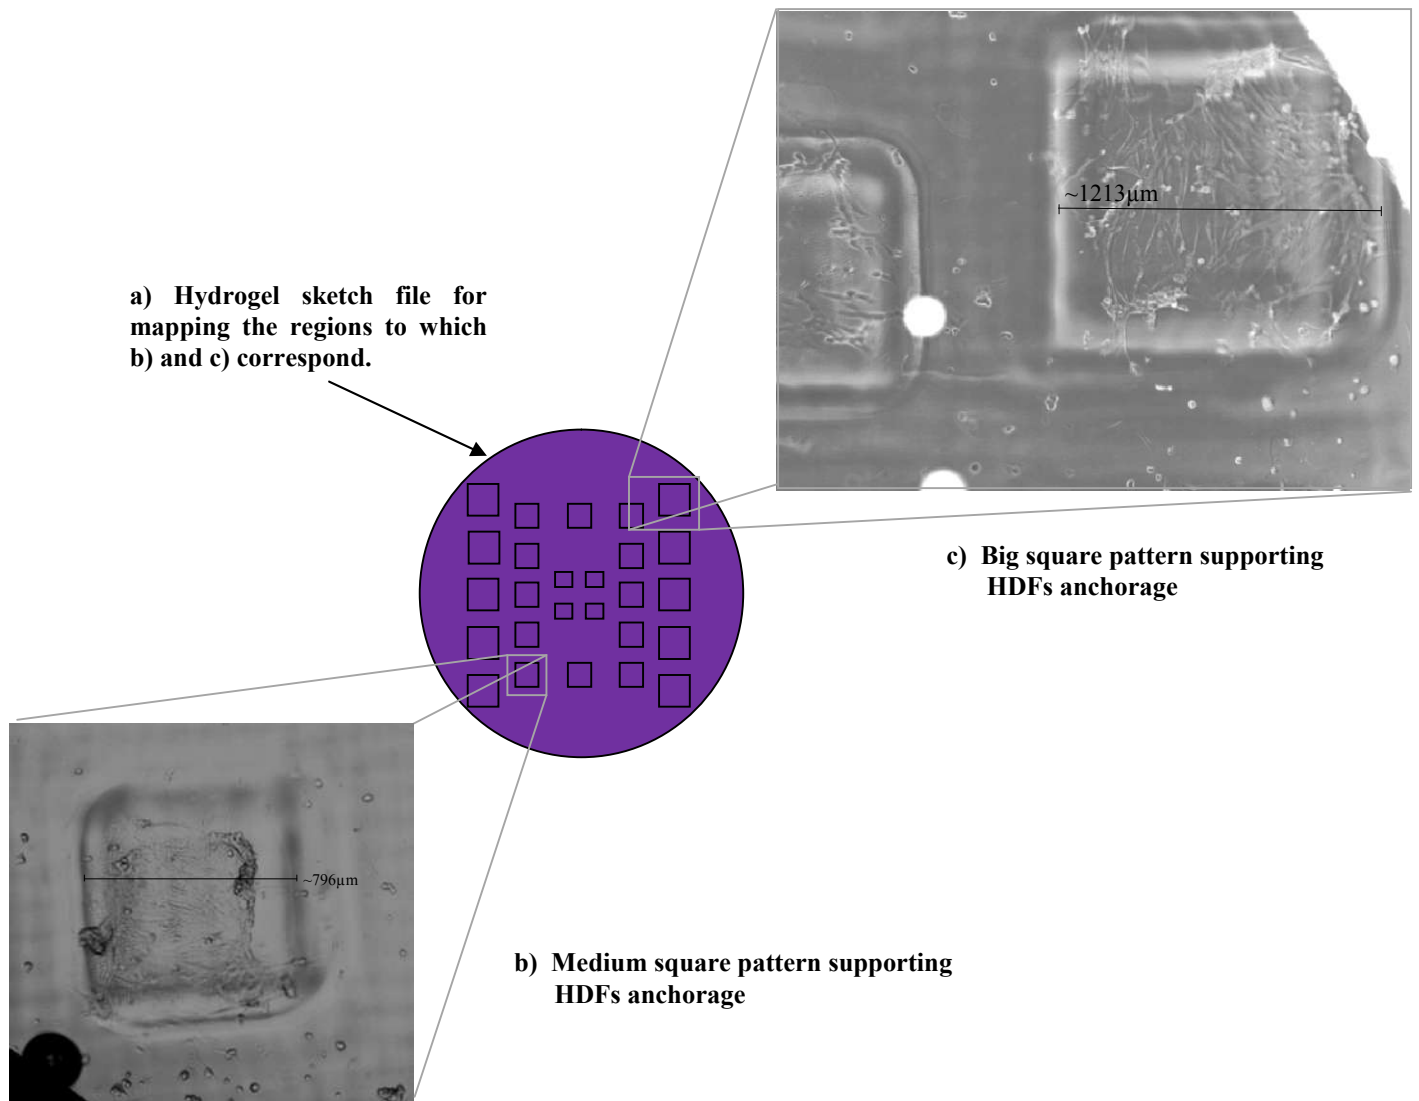 ~1213µm
a) Hydrogel sketch file for
mapping the regions to which
b) and c) correspond.
c) Big square pattern supporting
HDFs anchorage
~796µm
b) Medium square pattern supporting
HDFs anchorage